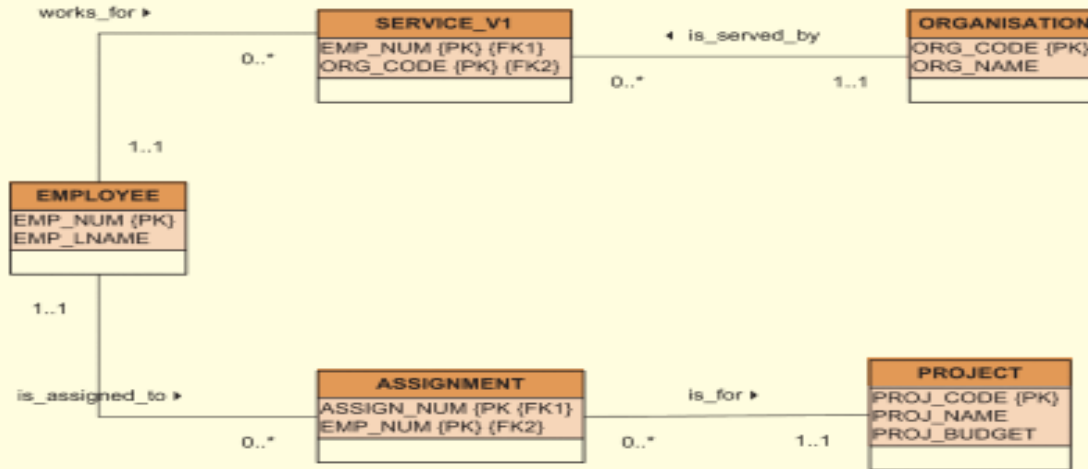 works_for ▸
SERVICE_V1
EMP_NUM {PK} {FK1}
ORG_CODE {PK} {FK2}
0..*
◂ is_served_by
0..*
1..1
ORGANISATION
ORG_CODE {PK}
ORG_NAME
1..1
EMPLOYEE
EMP_NUM {PK}
EMP_LNAME
1..1
is_assigned_to ▸
0..*
ASSIGNMENT
ASSIGN_NUM {PK {FK1}
EMP_NUM {PK} {FK2}
is_for ▸
0..*
1..1
PROJECT
PROJ_CODE {PK}
PROJ_NAME
PROJ_BUDGET